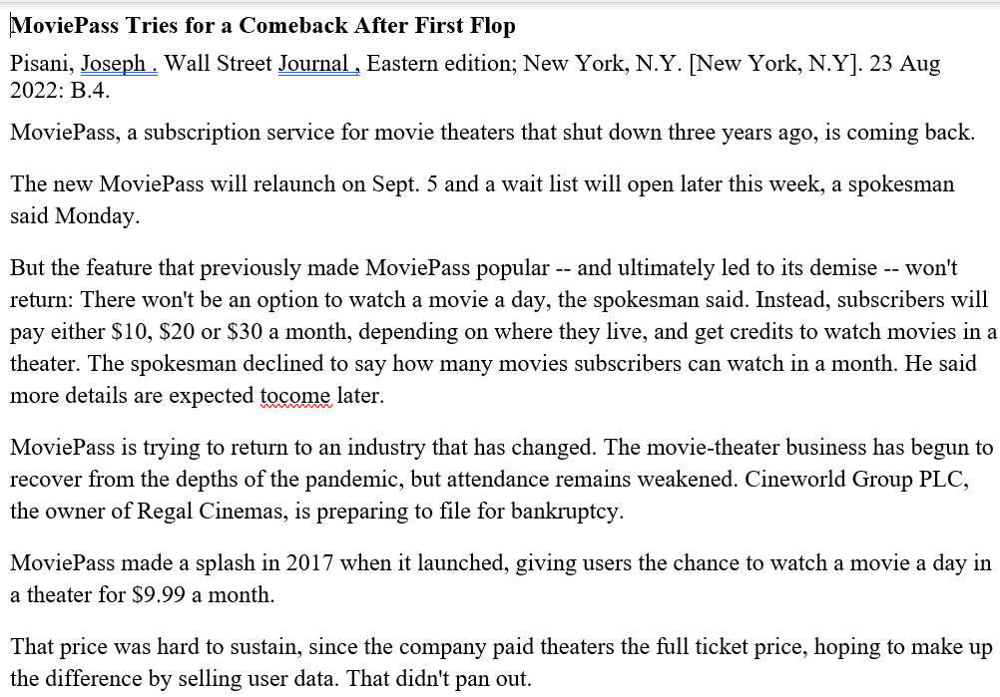 MoviePass Tries for a Comeback After First Flop
Pisani, Joseph . Wall Street Journal , Eastern edition; New York, N.Y. [New York, N.Y]. 23 Aug
2022: B.4.
MoviePass, a subscription service for movie theaters that shut down three years ago, is coming back.
The new MoviePass will relaunch on Sept. 5 and a wait list will open later this week, a spokesman
said Monday.
But the feature that previously made MoviePass popular -- and ultimately led to its demise -- won't
return: There won't be an option to watch a movie a day, the spokesman said. Instead, subscribers will
pay either $10, $20 or $30 a month, depending on where they live, and get credits to watch movies in a
theater. The spokesman declined to say how many movies subscribers can watch in a month. He said
more details are expected tocome later.
MoviePass is trying to return to an industry that has changed. The movie-theater business has begun to
recover from the depths of the pandemic, but attendance remains weakened. Cineworld Group PLC,
the owner of Regal Cinemas, is preparing to file for bankruptcy.
MoviePass made a splash in 2017 when it launched, giving users the chance to watch a movie a day in
a theater for $9.99 a month.
That price was hard to sustain, since the company paid theaters the full ticket price, hoping to make up
the difference by selling user data. That didn't pan out.